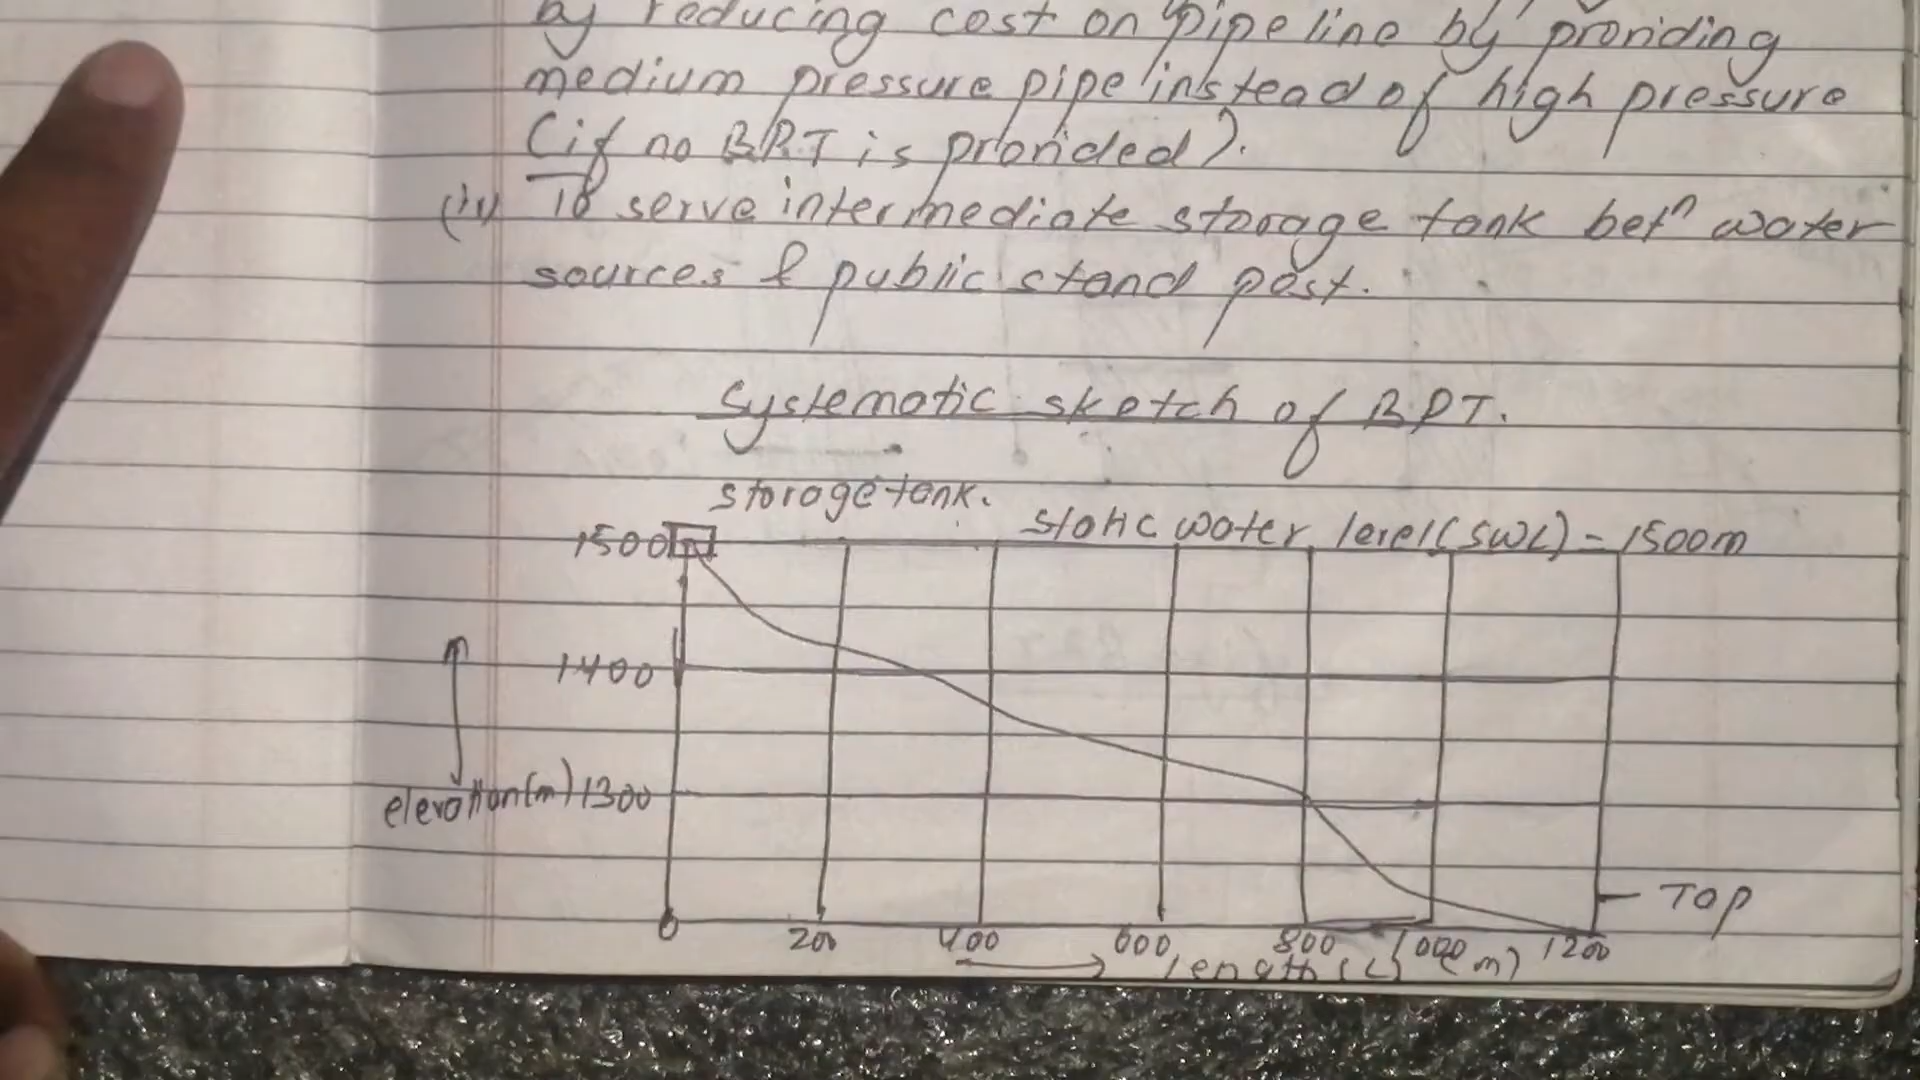 by reducing cost on pipeline by providing
medium pressure pipe instead of high pressure
(if no BPT is provided).
(iv) To serve intermediate storage tank betn water
sources & public stand post.
Systematic sketch of BPT.
storage tank.
static water level (SWL) = 1500m
1500
1400
elevation(m) 1300
TOP
0 200 400 600 800 1000 1200
length (L) (m)